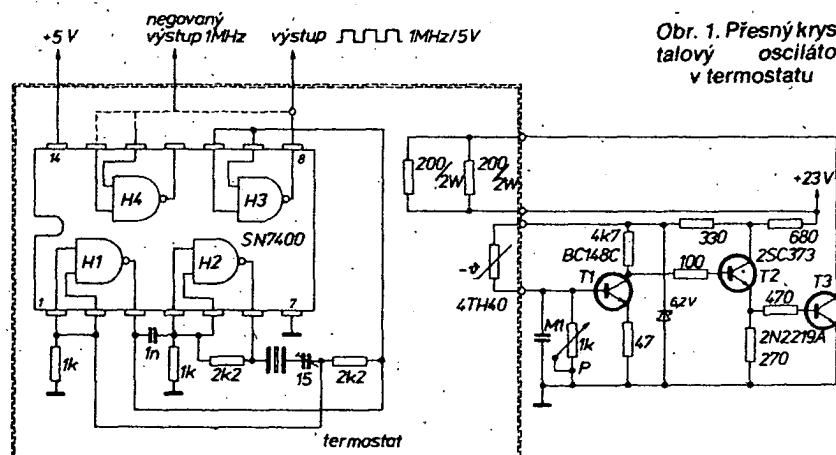 negovaný
výstup 1MHz
výstup
1MHz/5V
+5 V
Obr. 1. Přesný krys
talový osciláto
v termostatu
14
8
H4
H3
SN7400
H1
H2
1
7
1n
1k
1k
2k2
15
2k2
termostat
200/2W
200/2W
+23 V
4k7
BC148C
330
2SC373
680
-ϑ
4TH40
T1
100
T2
T3
6,2V
470
M1
1k
P
47
2N2219A
270